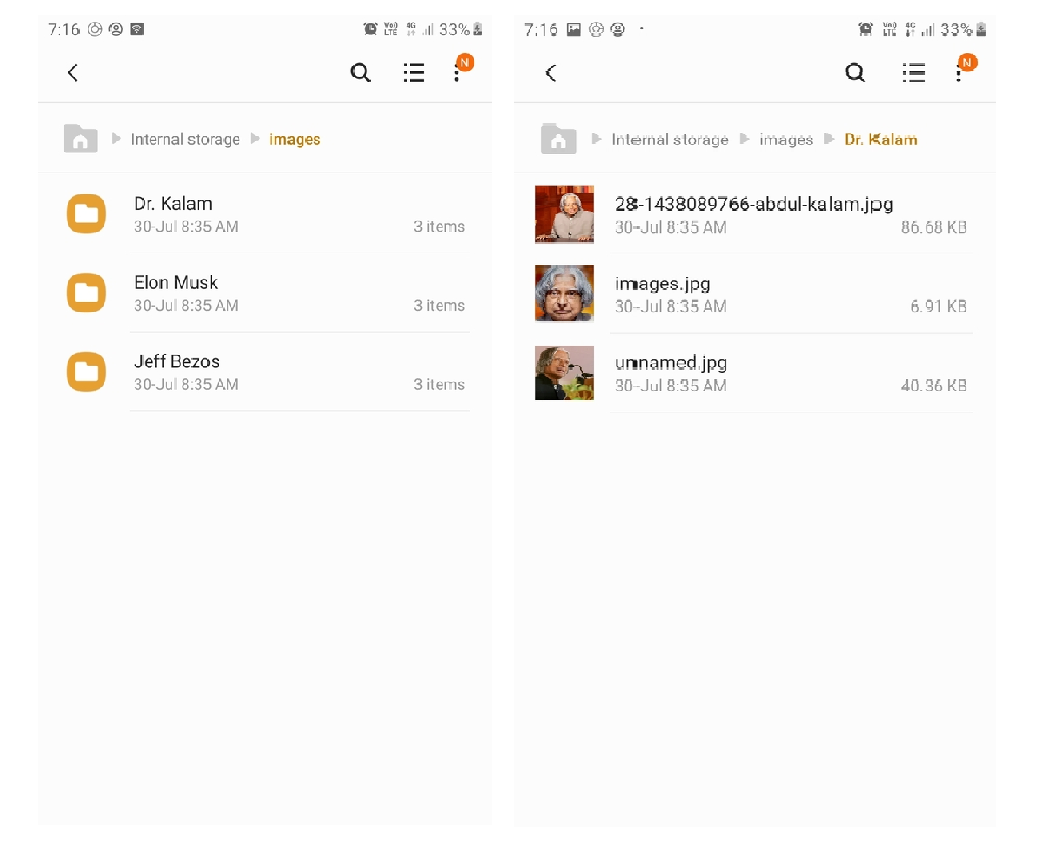 7:16 VoLTE 4G 33%
N
Internal storage images
Dr. Kalam
30-Jul 8:35 AM 3 items
Elon Musk
30-Jul 8:35 AM 3 items
Jeff Bezos
30-Jul 8:35 AM 3 items
7:16 VoLTE 4G 33%
N
Internal storage images Dr. Kalam
28-1438089766-abdul-kalam.jpg
30-Jul 8:35 AM 86.68 KB
images.jpg
30-Jul 8:35 AM 6.91 KB
unnamed.jpg
30-Jul 8:35 AM 40.36 KB